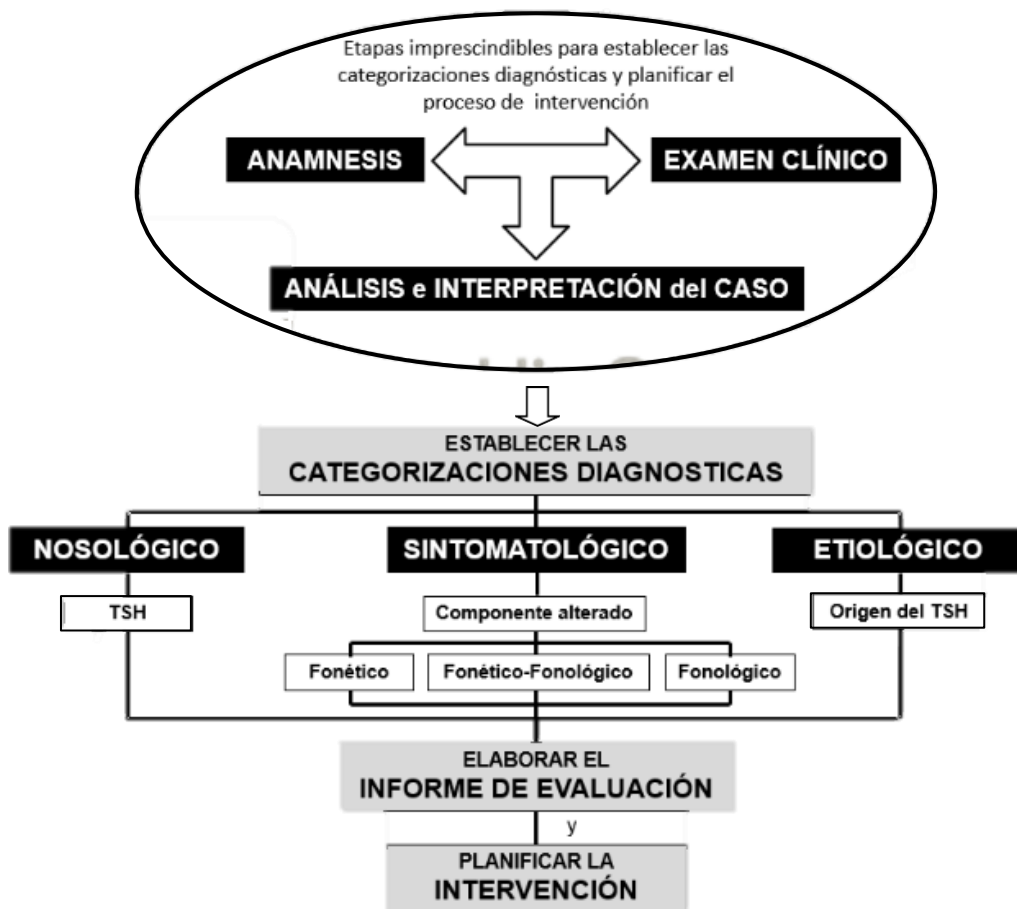 Etapas imprescindibles para establecer las
categorizaciones diagnósticas y planificar el
proceso de intervención
ANAMNESIS
EXAMEN CLÍNICO
ANÁLISIS e INTERPRETACIÓN del CASO
ESTABLECER LAS
CATEGORIZACIONES DIAGNOSTICAS
NOSOLÓGICO
SINTOMATOLÓGICO
ETIOLÓGICO
TSH
Componente alterado
Origen del TSH
Fonético
Fonético-Fonológico
Fonológico
ELABORAR EL
INFORME DE EVALUACIÓN
y
PLANIFICAR LA
INTERVENCIÓN